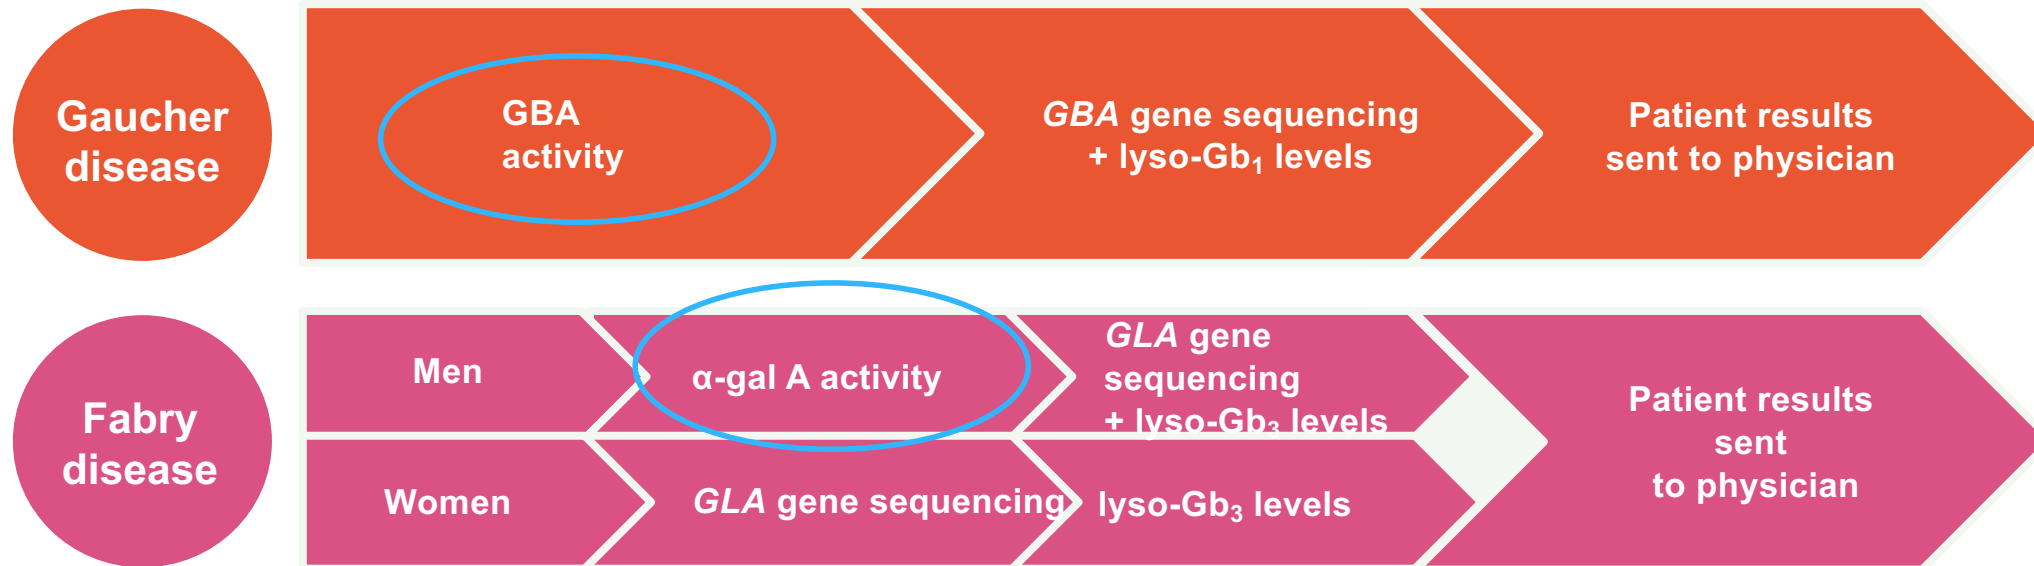 Gaucher
disease
GBA
activity
GBA gene sequencing
+ lyso-Gb₁ levels
Patient results
sent to physician
Fabry
disease
Men
α-gal A activity
GLA gene
sequencing
+ lyso-Gb₃ levels
Women
GLA gene sequencing
lyso-Gb₃ levels
Patient results
sent
to physician